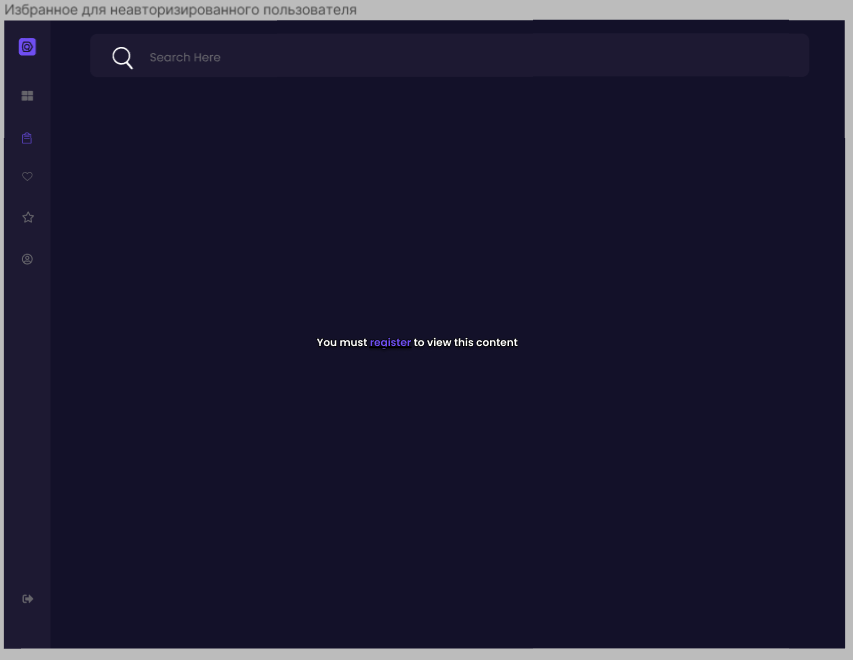 Избранное для неавторизированного пользователя
Search Here
You must register to view this content